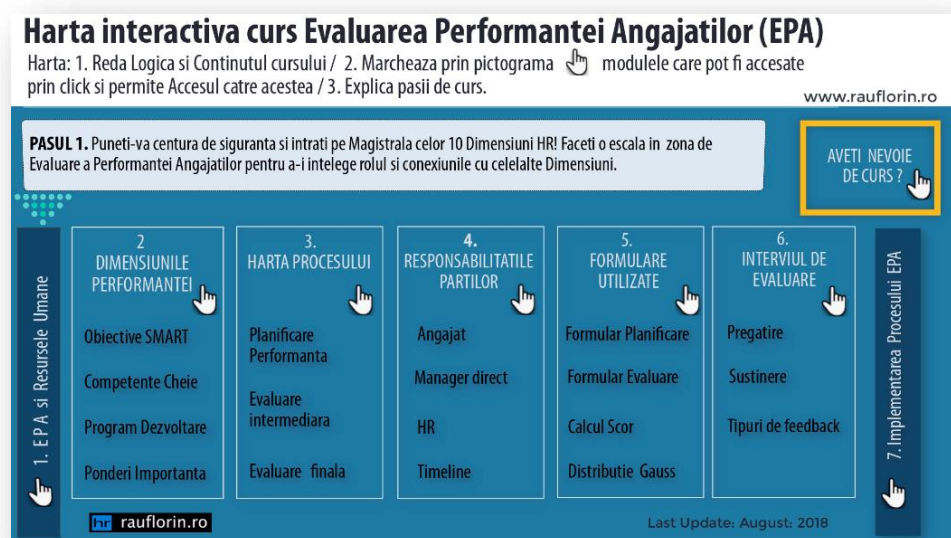 Harta interactiva curs Evaluarea Performantei Angajatilor (EPA)
Harta: 1. Reda Logica si Continutul cursului / 2. Marcheaza prin pictograma modulele care pot fi accesate
prin click si permite Accesul catre acestea / 3. Explica pasii de curs.
www.rauflorin.ro
PASUL 1. Puneti-va centura de siguranta si intrati pe Magistrala celor 10 Dimensiuni HR! Faceti o escala in zona de
Evaluare a Performantei Angajatilor pentru a-i intelege rolul si conexiunile cu celelalte Dimensiuni.
AVETI NEVOIE
DE CURS ?
1. E P A si Resursele Umane
2
DIMENSIUNILE
PERFORMANTEI
Obiective SMART
Competente Cheie
Program Dezvoltare
Ponderi Importanta
3.
HARTA PROCESULUI
Planificare
Performanta
Evaluare
intermediara
Evaluare finala
4.
RESPONSABILITATILE
PARTILOR
Angajat
Manager direct
HR
Timeline
5.
FORMULARE
UTILIZATE
Formular Planificare
Formular Evaluare
Calcul Scor
Distributie Gauss
6.
INTERVIUL DE
EVALUARE
Pregatire
Sustinere
Tipuri de feedback
7. Implementarea Procesului EPA
hr rauflorin.ro
Last Update: August: 2018